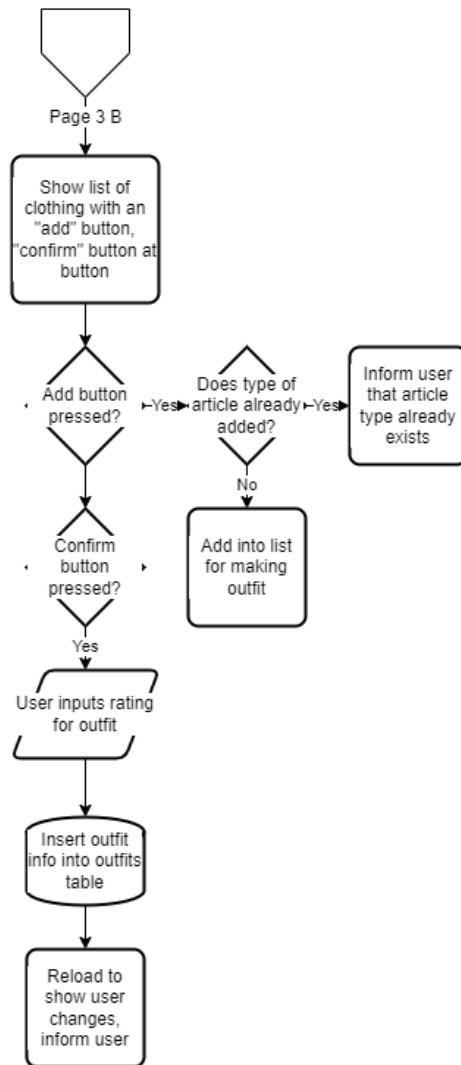 Page 3 B
Show list of
clothing with an
"add" button,
"confirm" button at
button
Add button
pressed?
Yes
Does type of
article already
added?
Yes
Inform user
that article
type already
exists
No
Confirm
button
pressed?
Add into list
for making
outfit
Yes
User inputs rating
for outfit
Insert outfit
info into outfits
table
Reload to
show user
changes,
inform user